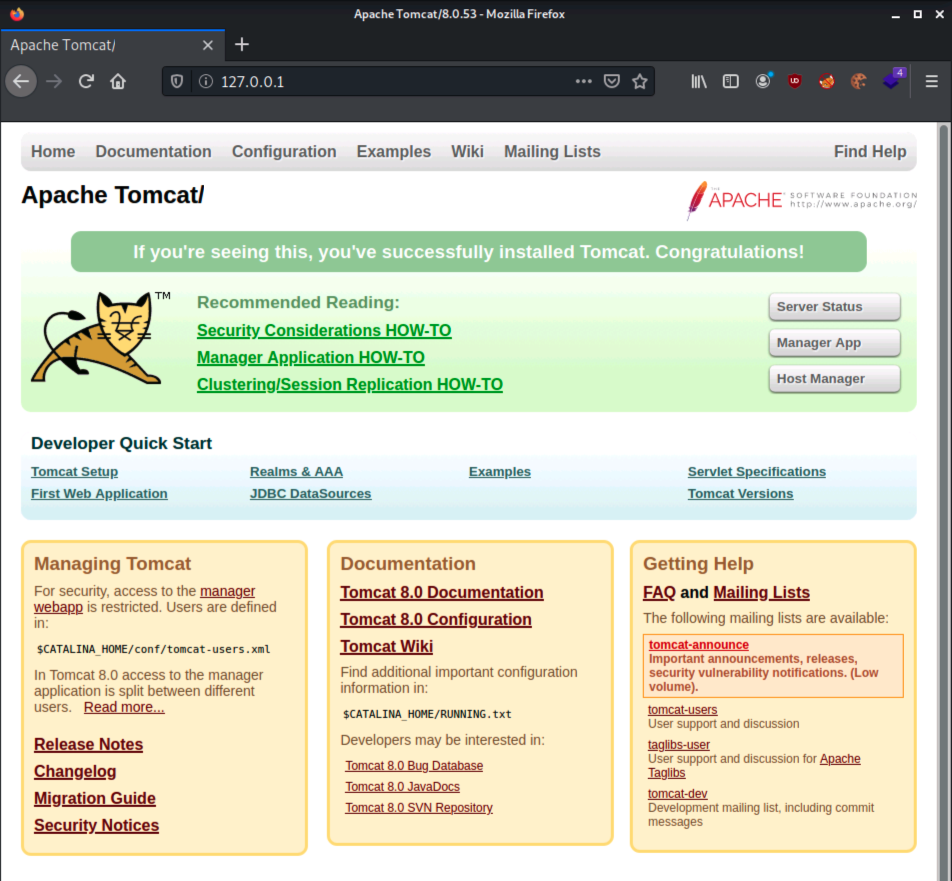 Apache Tomcat/8.0.53 - Mozilla Firefox
Apache Tomcat/
127.0.0.1
4
Home Documentation Configuration Examples Wiki Mailing Lists Find Help
Apache Tomcat/
THE APACHE® SOFTWARE FOUNDATION
http://www.apache.org/
If you're seeing this, you've successfully installed Tomcat. Congratulations!
TM
Recommended Reading:
Security Considerations HOW-TO
Manager Application HOW-TO
Clustering/Session Replication HOW-TO
Server Status
Manager App
Host Manager
Developer Quick Start
Tomcat Setup
First Web Application
Realms & AAA
JDBC DataSources
Examples
Servlet Specifications
Tomcat Versions
Managing Tomcat
For security, access to the manager
webapp is restricted. Users are defined
in:
$CATALINA_HOME/conf/tomcat-users.xml
In Tomcat 8.0 access to the manager
application is split between different
users. Read more...
Release Notes
Changelog
Migration Guide
Security Notices
Documentation
Tomcat 8.0 Documentation
Tomcat 8.0 Configuration
Tomcat Wiki
Find additional important configuration
information in:
$CATALINA_HOME/RUNNING.txt
Developers may be interested in:
Tomcat 8.0 Bug Database
Tomcat 8.0 JavaDocs
Tomcat 8.0 SVN Repository
Getting Help
FAQ and Mailing Lists
The following mailing lists are available:
tomcat-announce
Important announcements, releases,
security vulnerability notifications. (Low
volume).
tomcat-users
User support and discussion
taglibs-user
User support and discussion for Apache
Taglibs
tomcat-dev
Development mailing list, including commit
messages